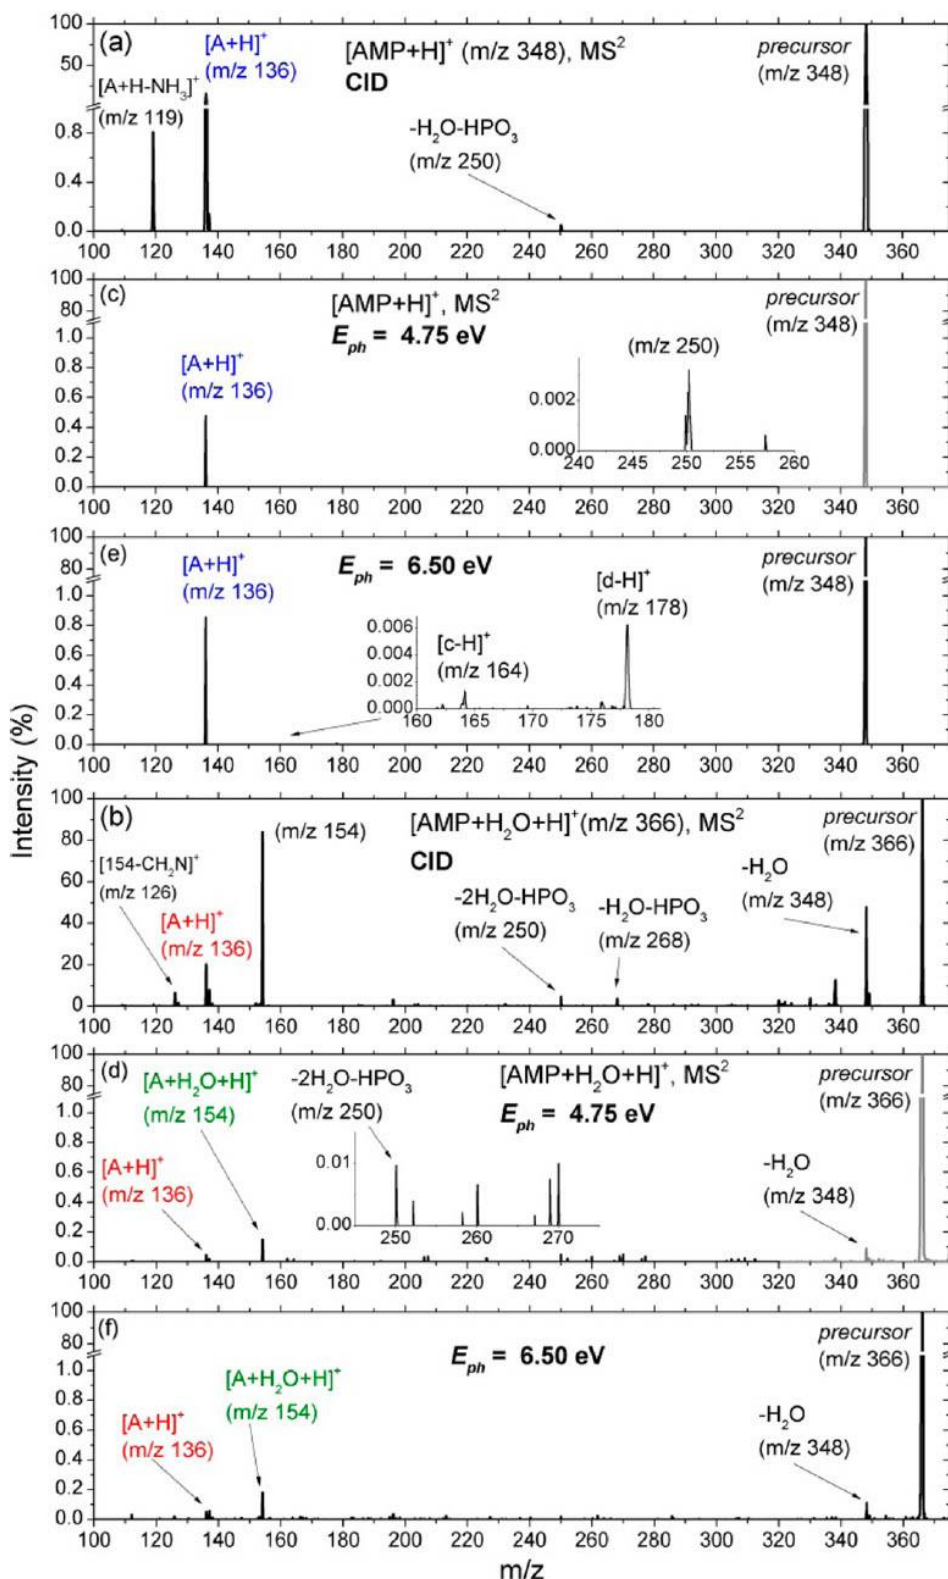 Intensity (%)
(a)
[A+H]⁺
(m/z 136)
[A+H-NH₃]⁺
(m/z 119)
[AMP+H]⁺ (m/z 348), MS²
CID
-H₂O-HPO₃
(m/z 250)
precursor
(m/z 348)
100
50
0.8
0.4
0.0
100 120 140 160 180 200 220 240 260 280 300 320 340 360
(c)
[AMP+H]⁺, MS²
E_ph = 4.75 eV
[A+H]⁺
(m/z 136)
(m/z 250)
0.002
0.000
240 245 250 255 260
precursor
(m/z 348)
100
80
1.0
0.8
0.6
0.4
0.2
0.0
100 120 140 160 180 200 220 240 260 280 300 320 340 360
(e)
[A+H]⁺
(m/z 136)
E_ph = 6.50 eV
[c-H]⁺
(m/z 164)
[d-H]⁺
(m/z 178)
0.006
0.004
0.002
0.000
160 165 170 175 180
precursor
(m/z 348)
100
80
1.0
0.8
0.6
0.4
0.2
0.0
100 120 140 160 180 200 220 240 260 280 300 320 340 360
(b)
(m/z 154)
[AMP+H₂O+H]⁺(m/z 366), MS²
CID
[154-CH₂N]⁺
(m/z 126)
[A+H]⁺
(m/z 136)
-2H₂O-HPO₃
(m/z 250)
-H₂O-HPO₃
(m/z 268)
-H₂O
(m/z 348)
precursor
(m/z 366)
100
80
60
40
20
0
100 120 140 160 180 200 220 240 260 280 300 320 340 360
(d)
[A+H₂O+H]⁺
(m/z 154)
[A+H]⁺
(m/z 136)
-2H₂O-HPO₃
(m/z 250)
[AMP+H₂O+H]⁺, MS²
E_ph = 4.75 eV
0.01
0.00
250 260 270
-H₂O
(m/z 348)
precursor
(m/z 366)
100
80
1.0
0.8
0.6
0.4
0.2
0.0
100 120 140 160 180 200 220 240 260 280 300 320 340 360
(f)
E_ph = 6.50 eV
[A+H₂O+H]⁺
(m/z 154)
[A+H]⁺
(m/z 136)
-H₂O
(m/z 348)
precursor
(m/z 366)
100
80
1.0
0.8
0.6
0.4
0.2
0.0
100 120 140 160 180 200 220 240 260 280 300 320 340 360
m/z